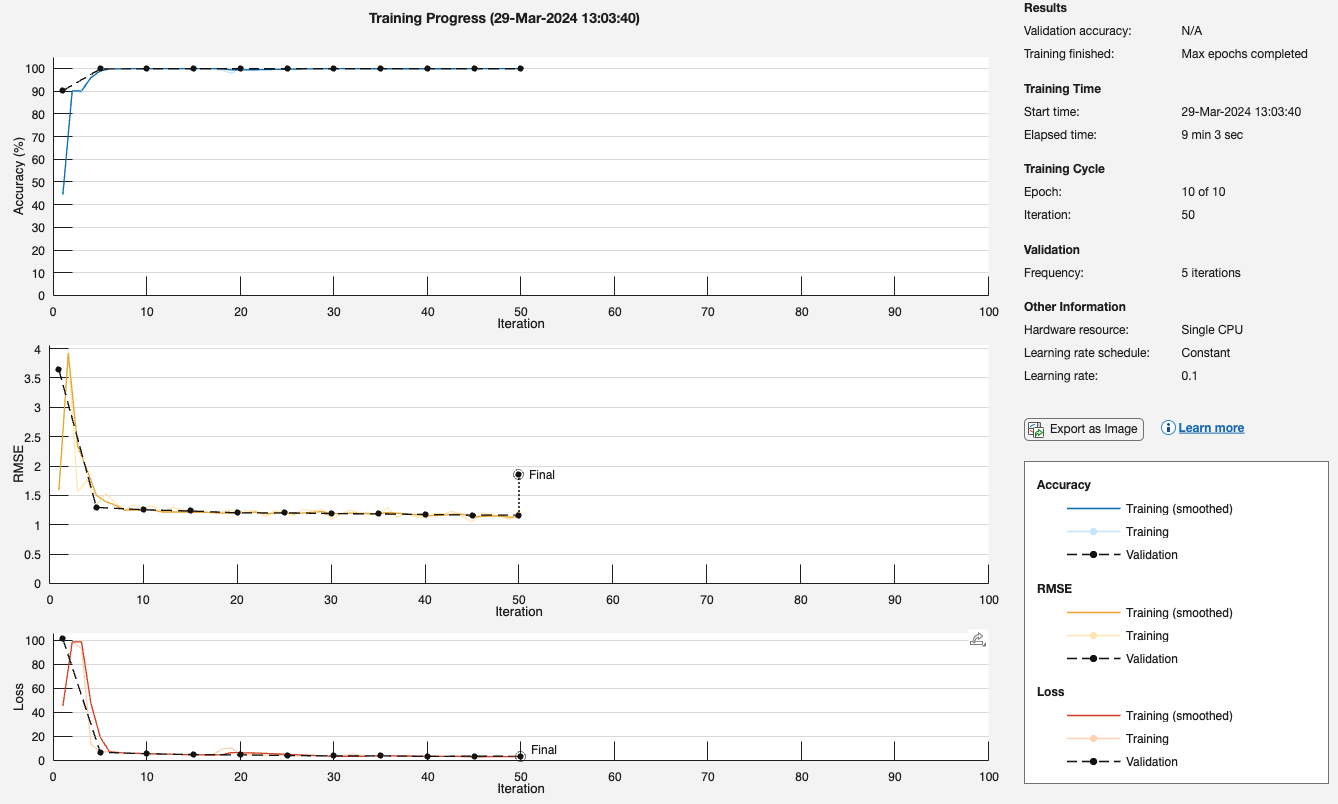 Training Progress (29-Mar-2024 13:03:40)
100
90
80
70
60
50
40
30
20
10
0
Accuracy (%)
0 10 20 30 40 50 60 70 80 90 100
Iteration
4
3.5
3
2.5
2
1.5
1
0.5
0
RMSE
Final
0 10 20 30 40 50 60 70 80 90 100
Iteration
100
80
60
40
20
0
Loss
Final
0 10 20 30 40 50 60 70 80 90 100
Iteration
Results
Validation accuracy: N/A
Training finished: Max epochs completed
Training Time
Start time: 29-Mar-2024 13:03:40
Elapsed time: 9 min 3 sec
Training Cycle
Epoch: 10 of 10
Iteration: 50
Validation
Frequency: 5 iterations
Other Information
Hardware resource: Single CPU
Learning rate schedule: Constant
Learning rate: 0.1
Export as Image
Learn more
Accuracy
Training (smoothed)
Training
Validation
RMSE
Training (smoothed)
Training
Validation
Loss
Training (smoothed)
Training
Validation